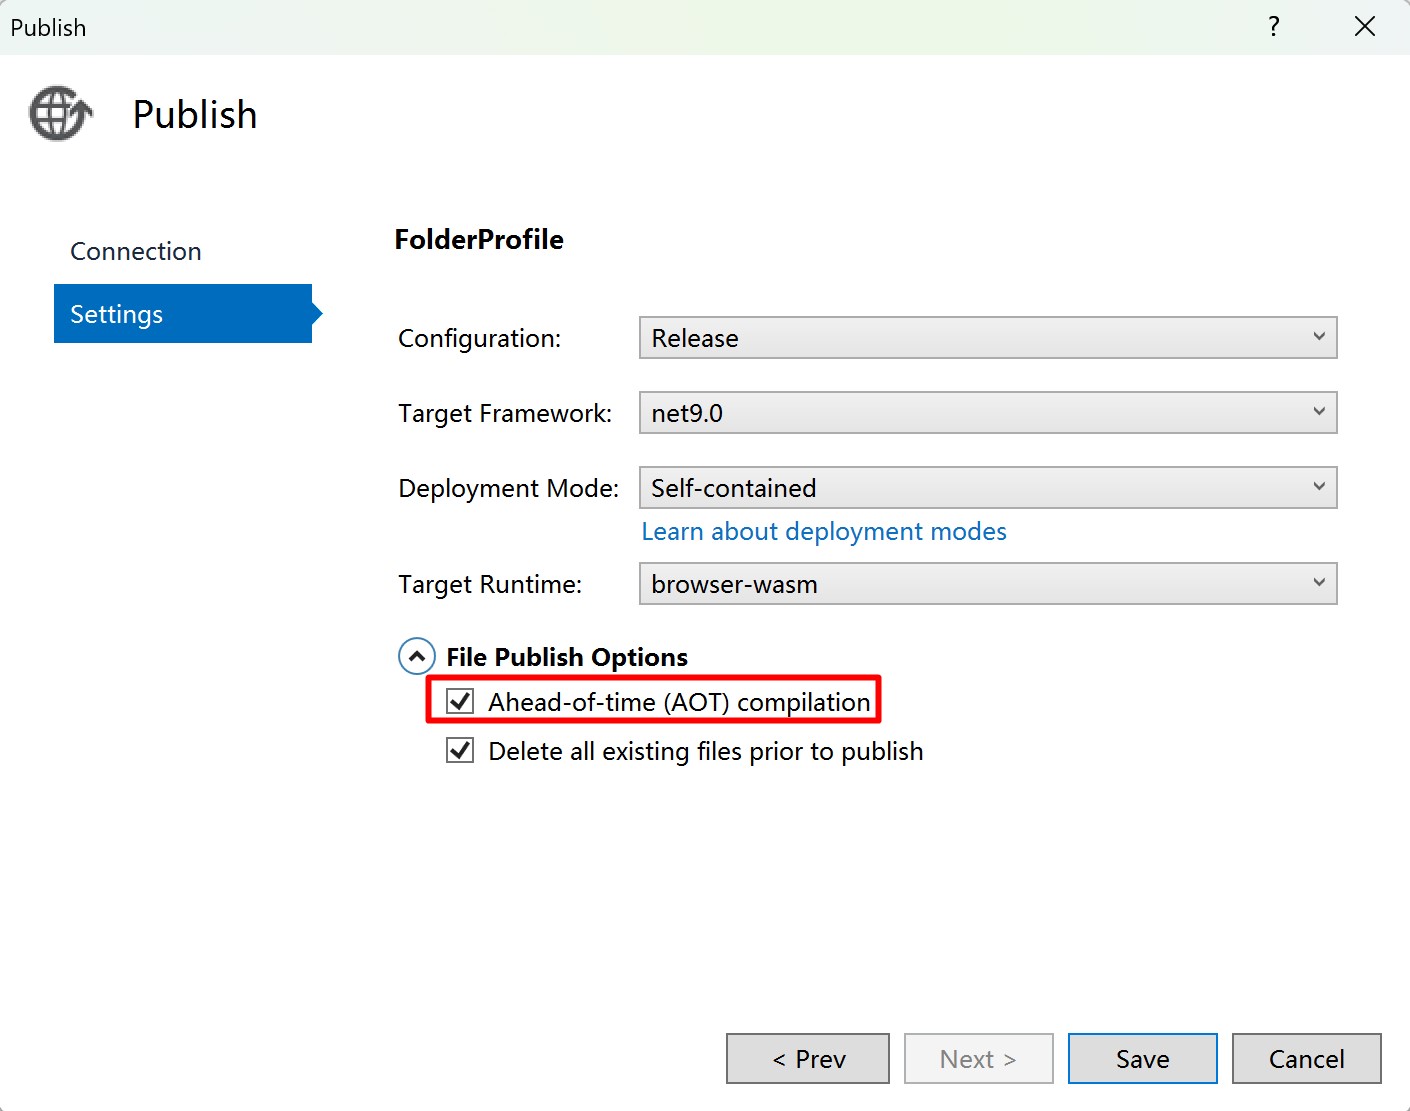 Publish
?
Publish
Connection
Settings
FolderProfile
Configuration: Release
Target Framework: net9.0
Deployment Mode: Self-contained
Learn about deployment modes
Target Runtime: browser-wasm
File Publish Options
Ahead-of-time (AOT) compilation
Delete all existing files prior to publish
< Prev Next > Save Cancel